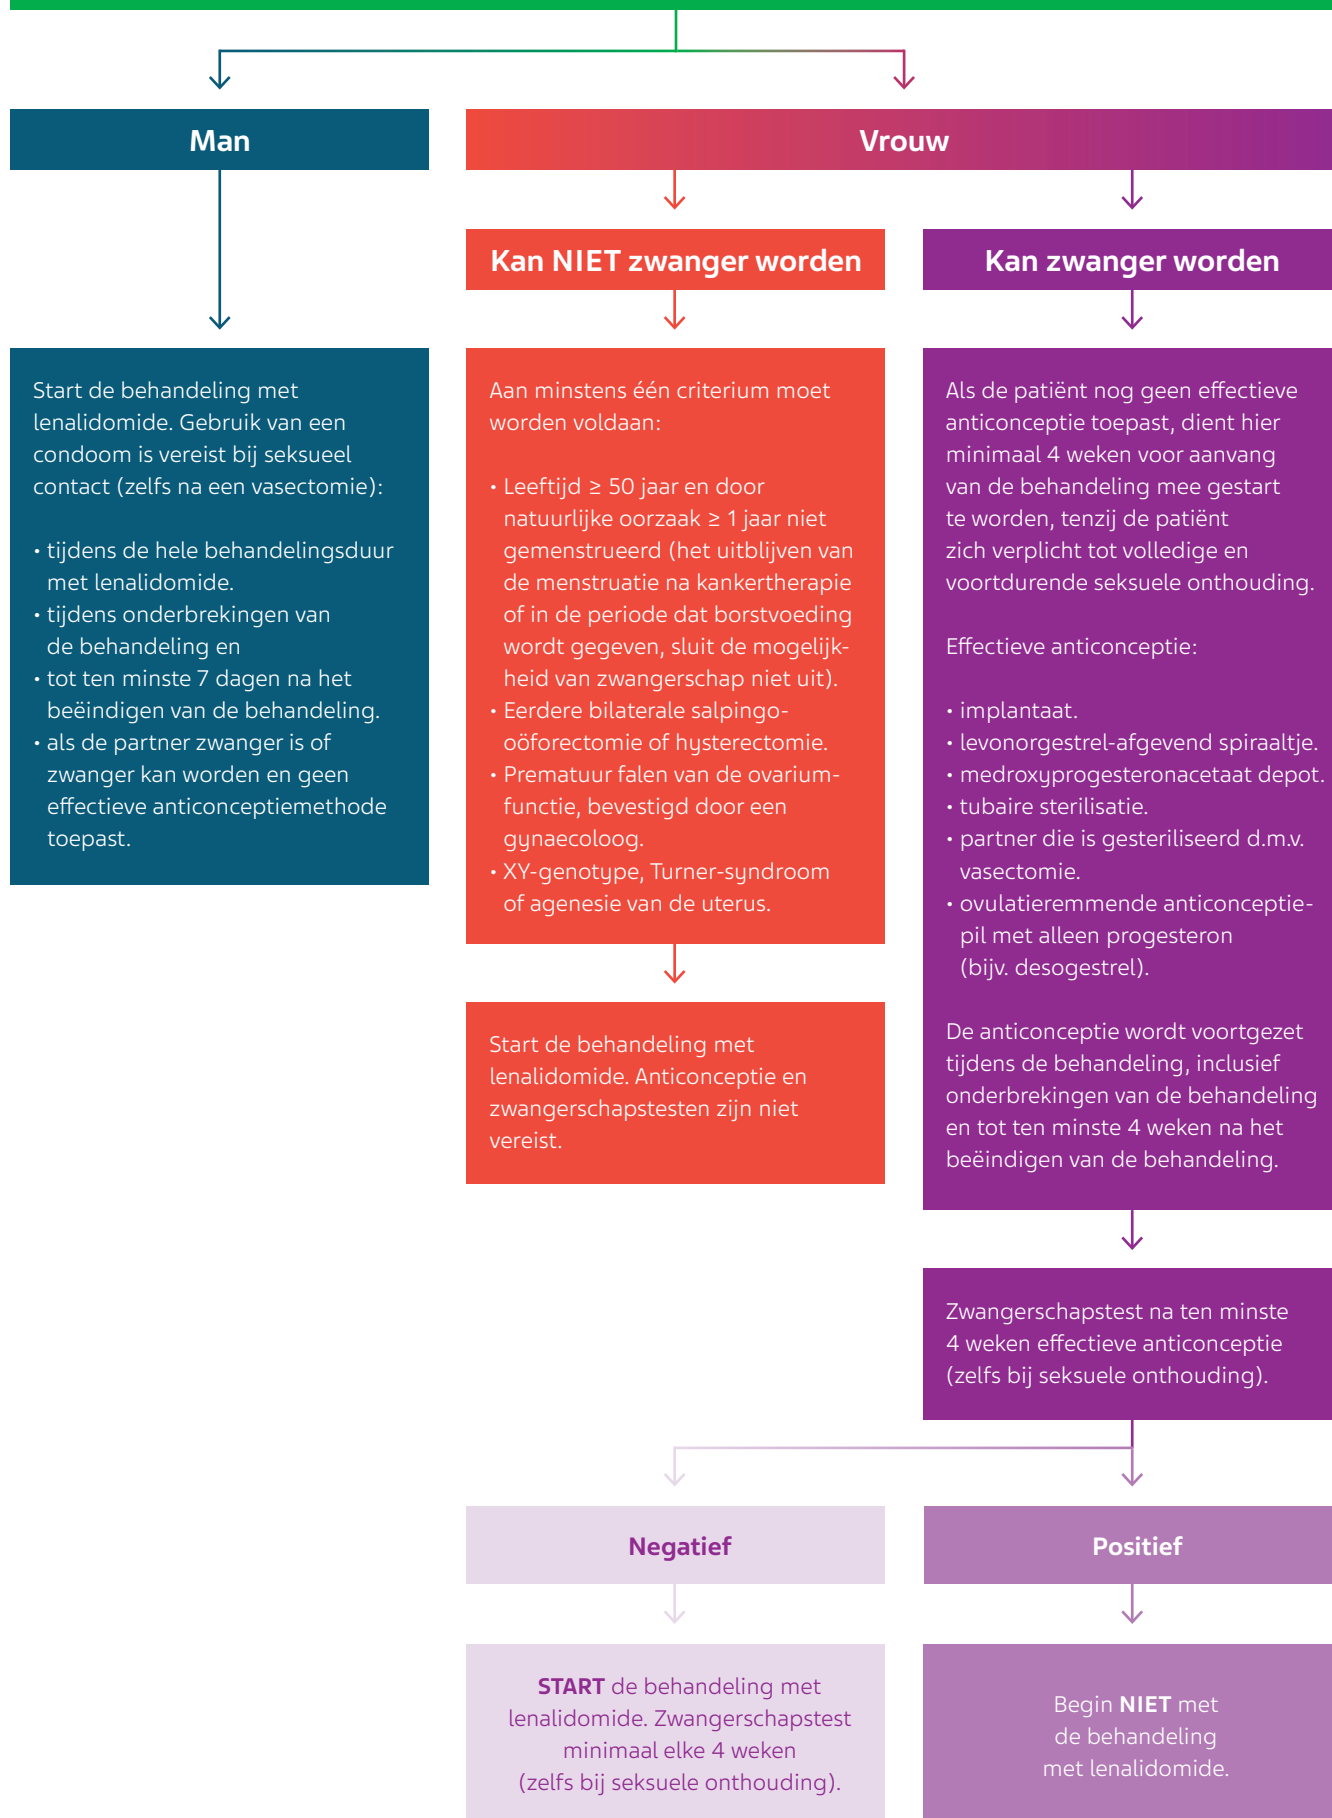 Man
Vrouw
Kan NIET zwanger worden
Kan zwanger worden
Start de behandeling met
lenalidomide. Gebruik van een
condoom is vereist bij seksueel
contact (zelfs na een vasectomie):
• tijdens de hele behandelingsduur
met lenalidomide.
• tijdens onderbrekingen van
de behandeling en
• tot ten minste 7 dagen na het
beëindigen van de behandeling.
• als de partner zwanger is of
zwanger kan worden en geen
effectieve anticonceptiemethode
toepast.
Aan minstens één criterium moet
worden voldaan:
• Leeftijd ≥ 50 jaar en door
natuurlijke oorzaak ≥ 1 jaar niet
gemenstrueerd (het uitblijven van
de menstruatie na kankertherapie
of in de periode dat borstvoeding
wordt gegeven, sluit de mogelijk-
heid van zwangerschap niet uit).
• Eerdere bilaterale salpingo-
oöforectomie of hysterectomie.
• Prematuur falen van de ovarium-
functie, bevestigd door een
gynaecoloog.
• XY-genotype, Turner-syndroom
of agenesie van de uterus.
Start de behandeling met
lenalidomide. Anticonceptie en
zwangerschapstesten zijn niet
vereist.
Als de patiënt nog geen effectieve
anticonceptie toepast, dient hier
minimaal 4 weken voor aanvang
van de behandeling mee gestart
te worden, tenzij de patiënt
zich verplicht tot volledige en
voortdurende seksuele onthouding.
Effectieve anticonceptie:
• implantaat.
• levonorgestrel-afgevend spiraaltje.
• medroxyprogesteronacetaat depot.
• tubaire sterilisatie.
• partner die is gesteriliseerd d.m.v.
vasectomie.
• ovulatieremmende anticonceptie-
pil met alleen progesteron
(bijv. desogestrel).
De anticonceptie wordt voortgezet
tijdens de behandeling, inclusief
onderbrekingen van de behandeling
en tot ten minste 4 weken na het
beëindigen van de behandeling.
Zwangerschapstest na ten minste
4 weken effectieve anticonceptie
(zelfs bij seksuele onthouding).
Negatief
Positief
START de behandeling met
lenalidomide. Zwangerschapstest
minimaal elke 4 weken
(zelfs bij seksuele onthouding).
Begin NIET met
de behandeling
met lenalidomide.